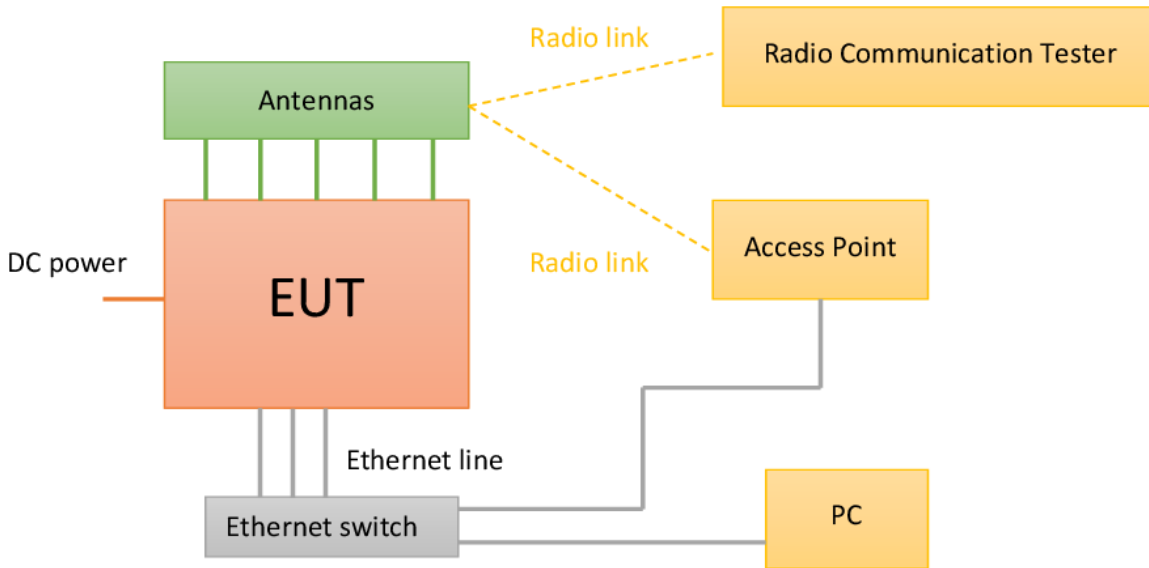 Radio link
Radio Communication Tester
Antennas
Access Point
DC power
Radio link
EUT
Ethernet line
Ethernet switch
PC